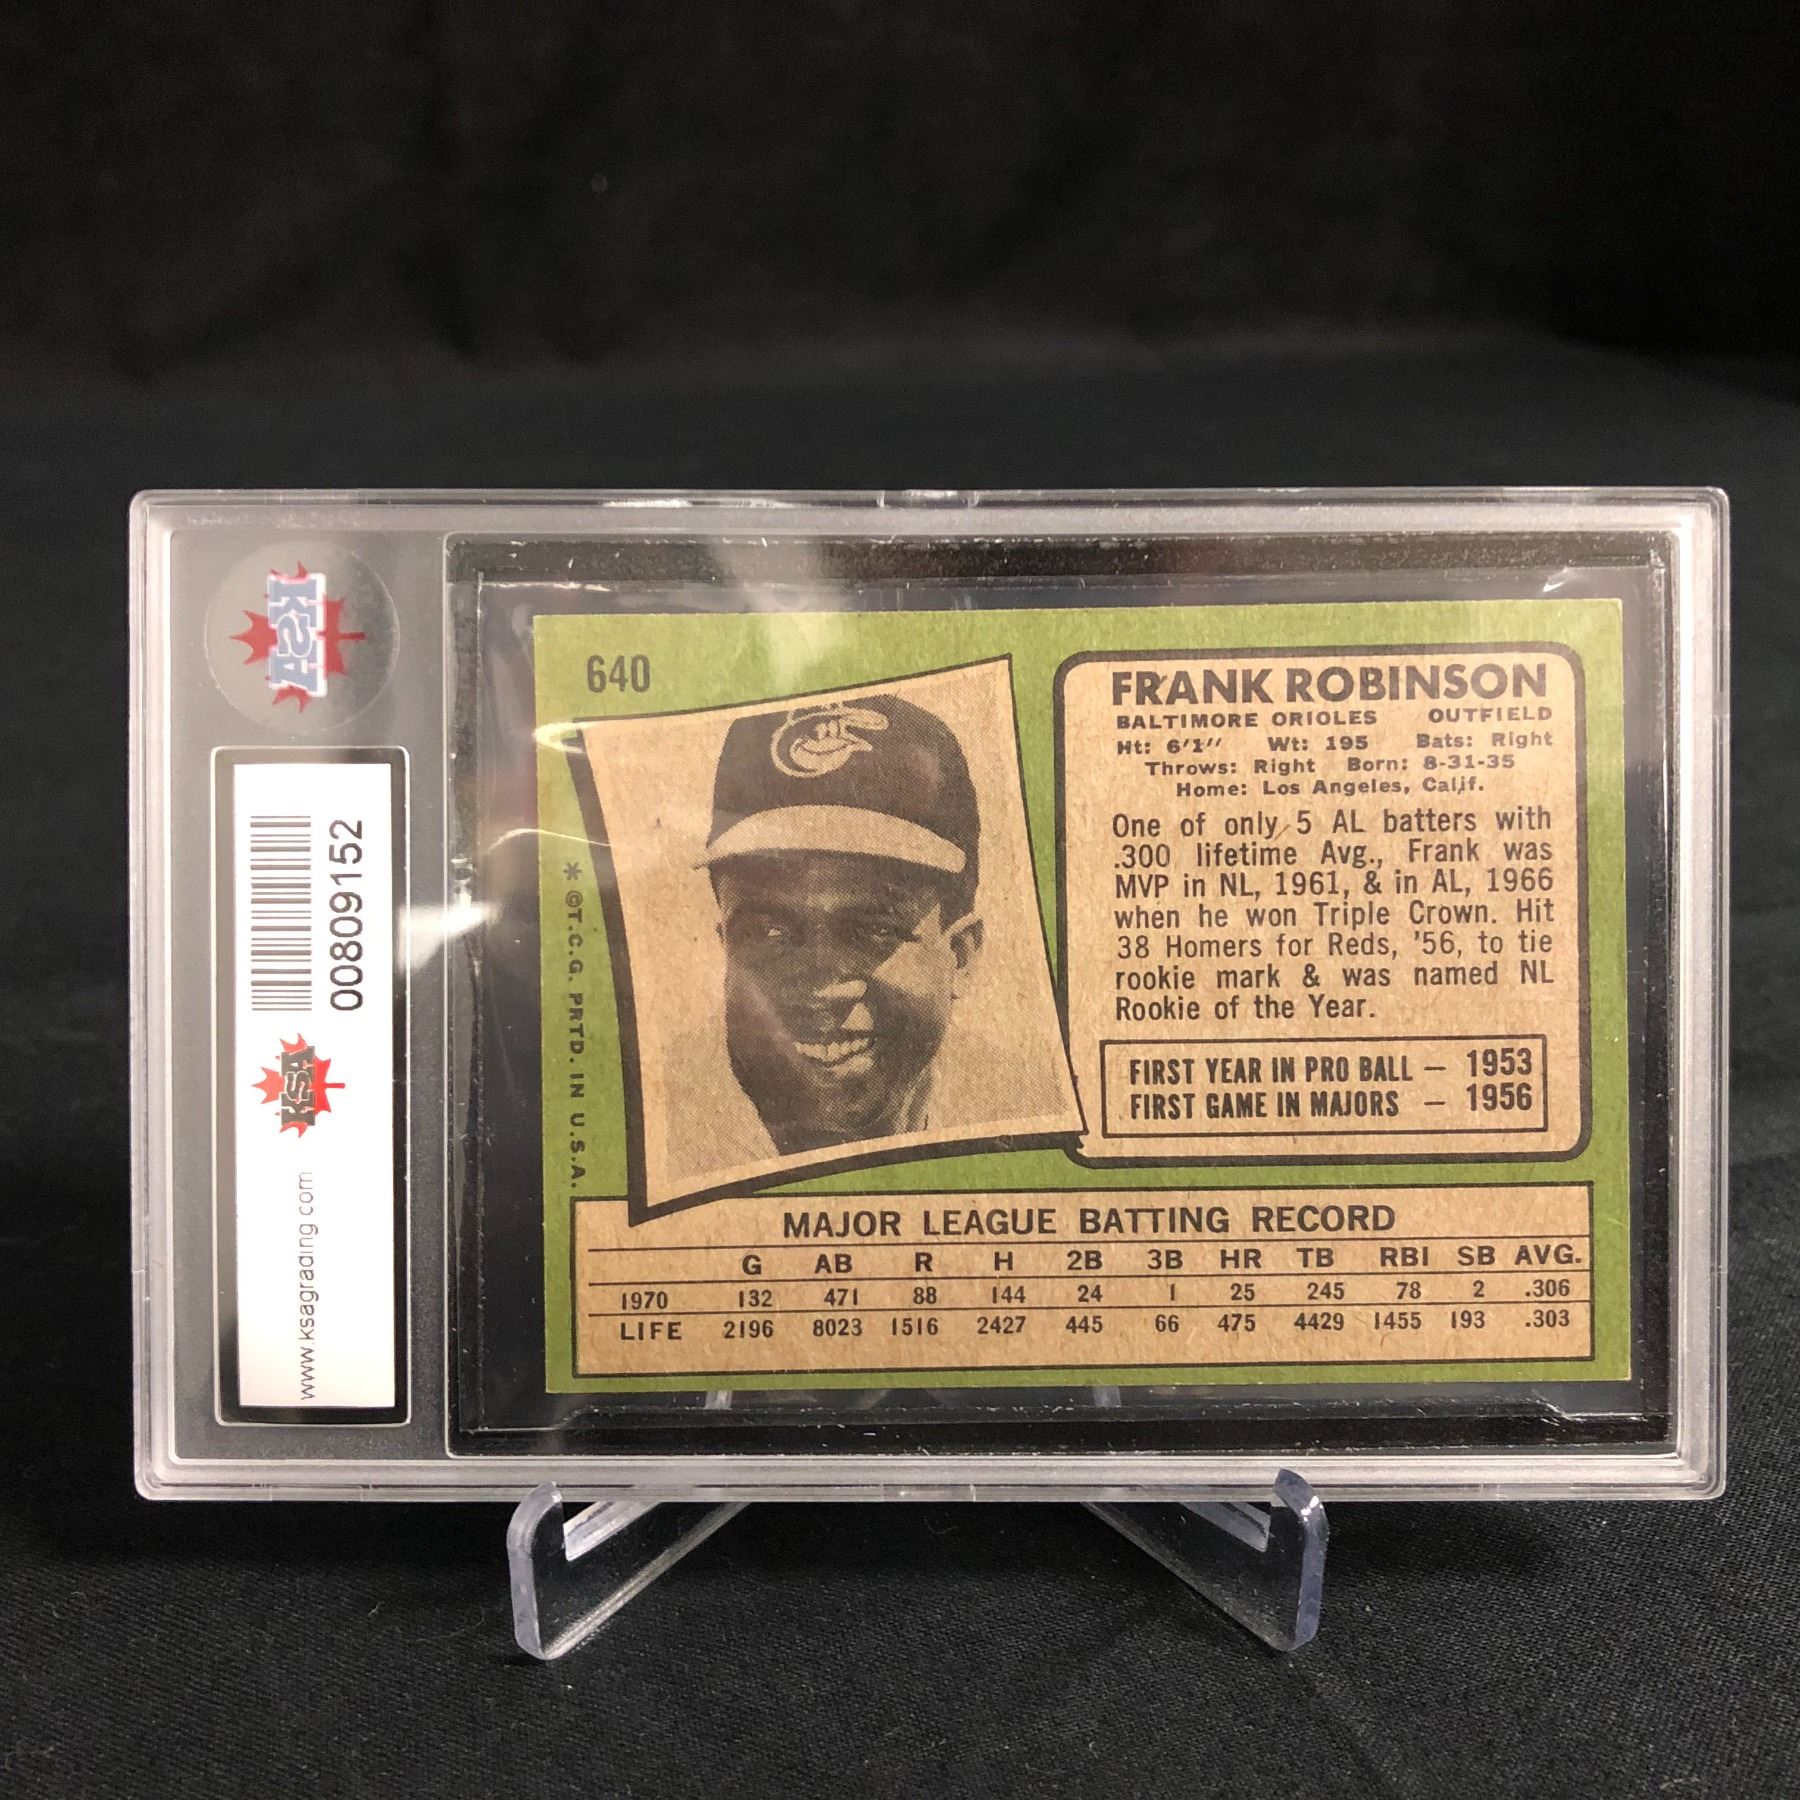 KSA
00809152
KSA
www.ksagrading.com
640
* ©T.C.G. PRTD. IN U.S.A.
FRANK ROBINSON
BALTIMORE ORIOLES OUTFIELD
Ht: 6'1" Wt: 195 Bats: Right
Throws: Right Born: 8-31-35
Home: Los Angeles, Calif.
One of only 5 AL batters with
.300 lifetime Avg., Frank was
MVP in NL, 1961, & in AL, 1966
when he won Triple Crown. Hit
38 Homers for Reds, '56, to tie
rookie mark & was named NL
Rookie of the Year.
FIRST YEAR IN PRO BALL — 1953
FIRST GAME IN MAJORS — 1956
MAJOR LEAGUE BATTING RECORD
G AB R H 2B 3B HR TB RBI SB AVG.
1970 132 471 88 144 24 1 25 245 78 2 .306
LIFE 2196 8023 1516 2427 445 66 475 4429 1455 193 .303